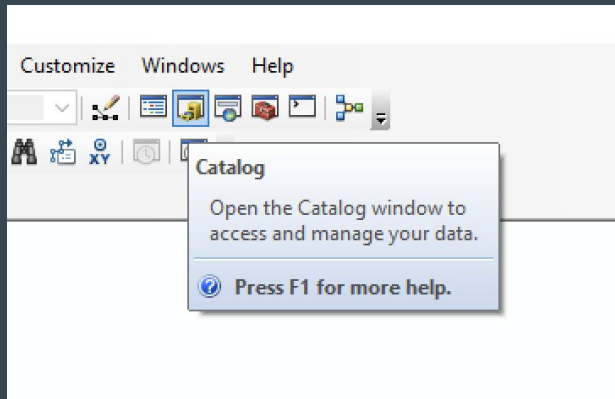 Customize Windows Help
XY
Catalog
Open the Catalog window to
access and manage your data.
Press F1 for more help.